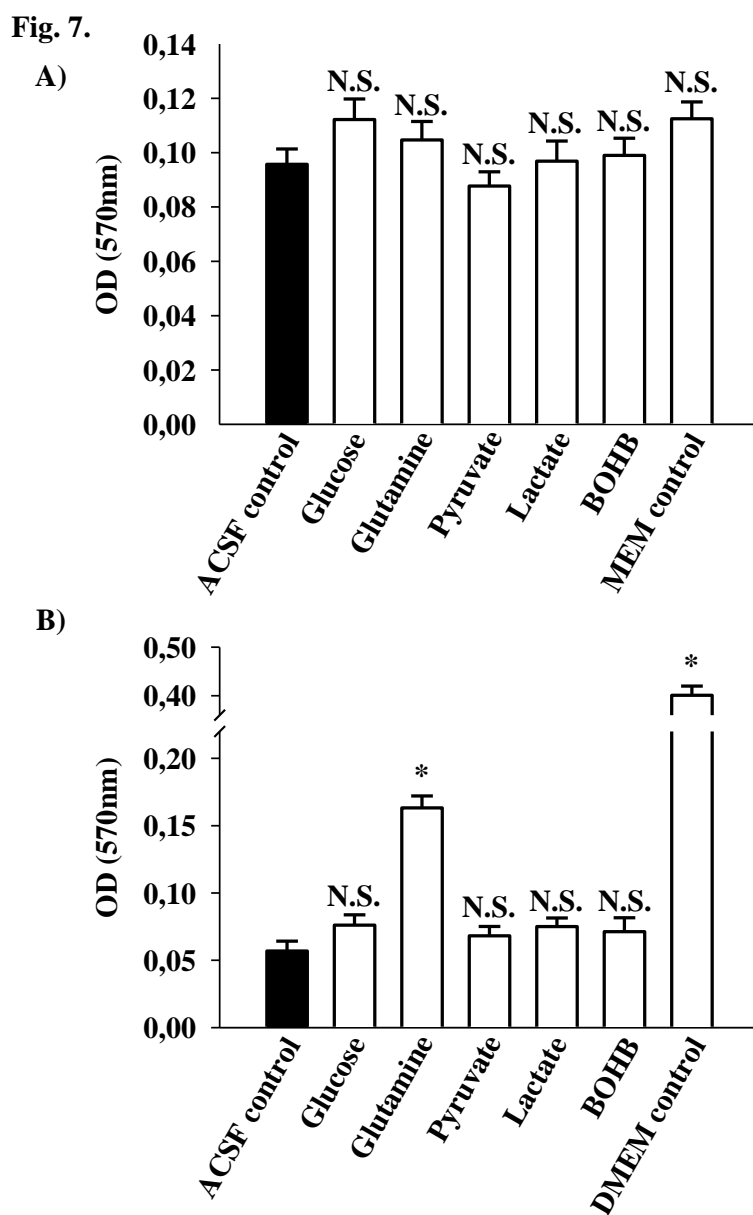 Fig. 7.
A)
0,14
0,12
0,10
0,08
0,06
0,04
0,02
0,00
OD (570nm)
N.S.
N.S.
N.S.
N.S.
N.S.
N.S.
ACSF control
Glucose
Glutamine
Pyruvate
Lactate
BOHB
MEM control
B)
0,50
0,40
0,20
0,15
0,10
0,05
0,00
OD (570nm)
N.S.
*
N.S.
N.S.
N.S.
*
ACSF control
Glucose
Glutamine
Pyruvate
Lactate
BOHB
DMEM control